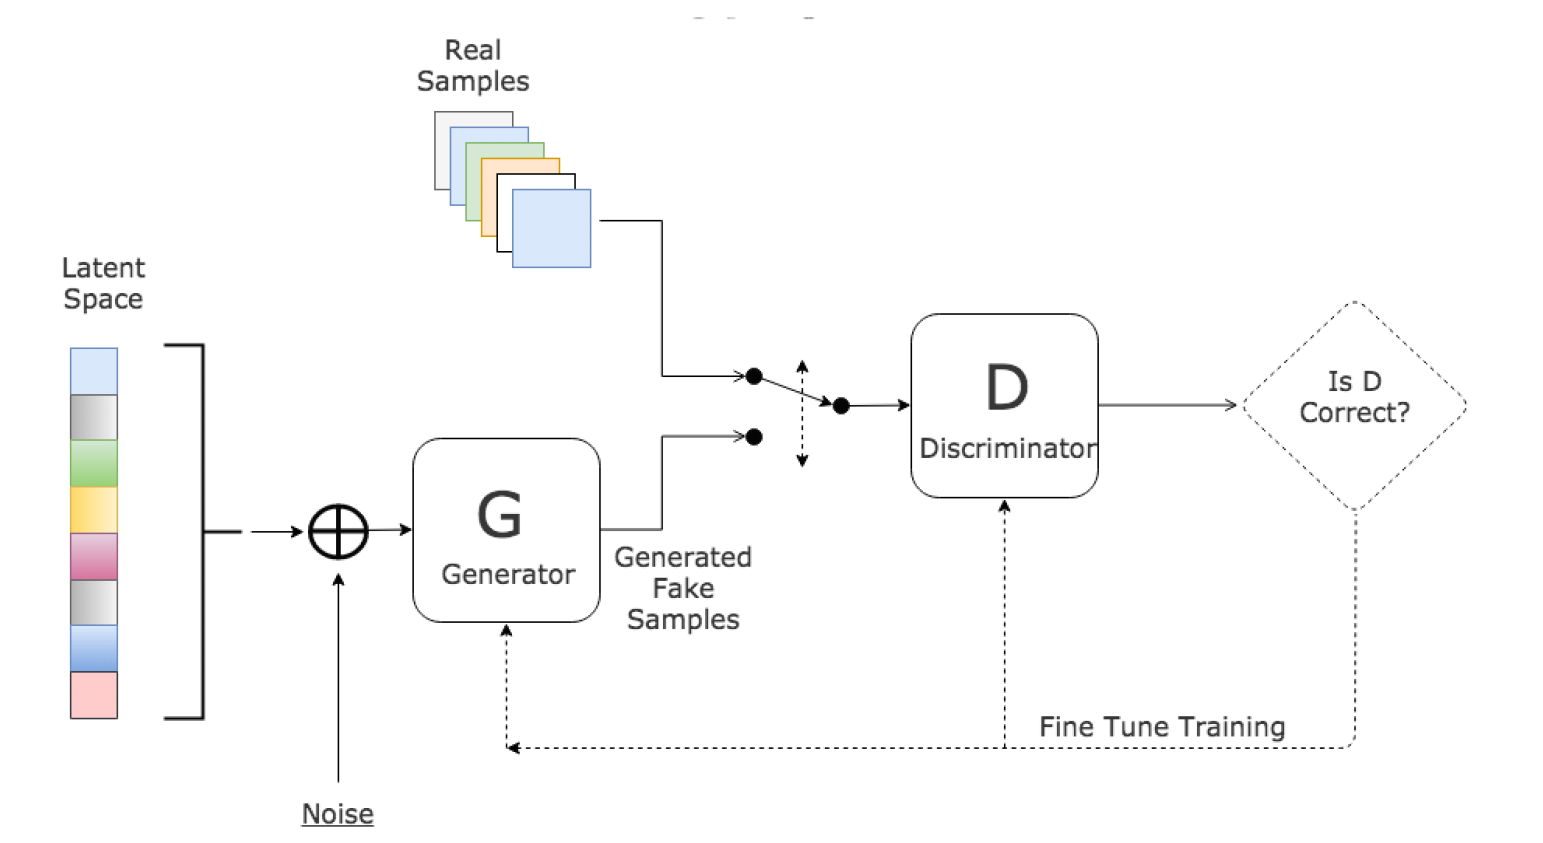 Real
Samples
Latent
Space
Is D
Correct?
D
Discriminator
G
Generator
Generated
Fake
Samples
Fine Tune Training
Noise